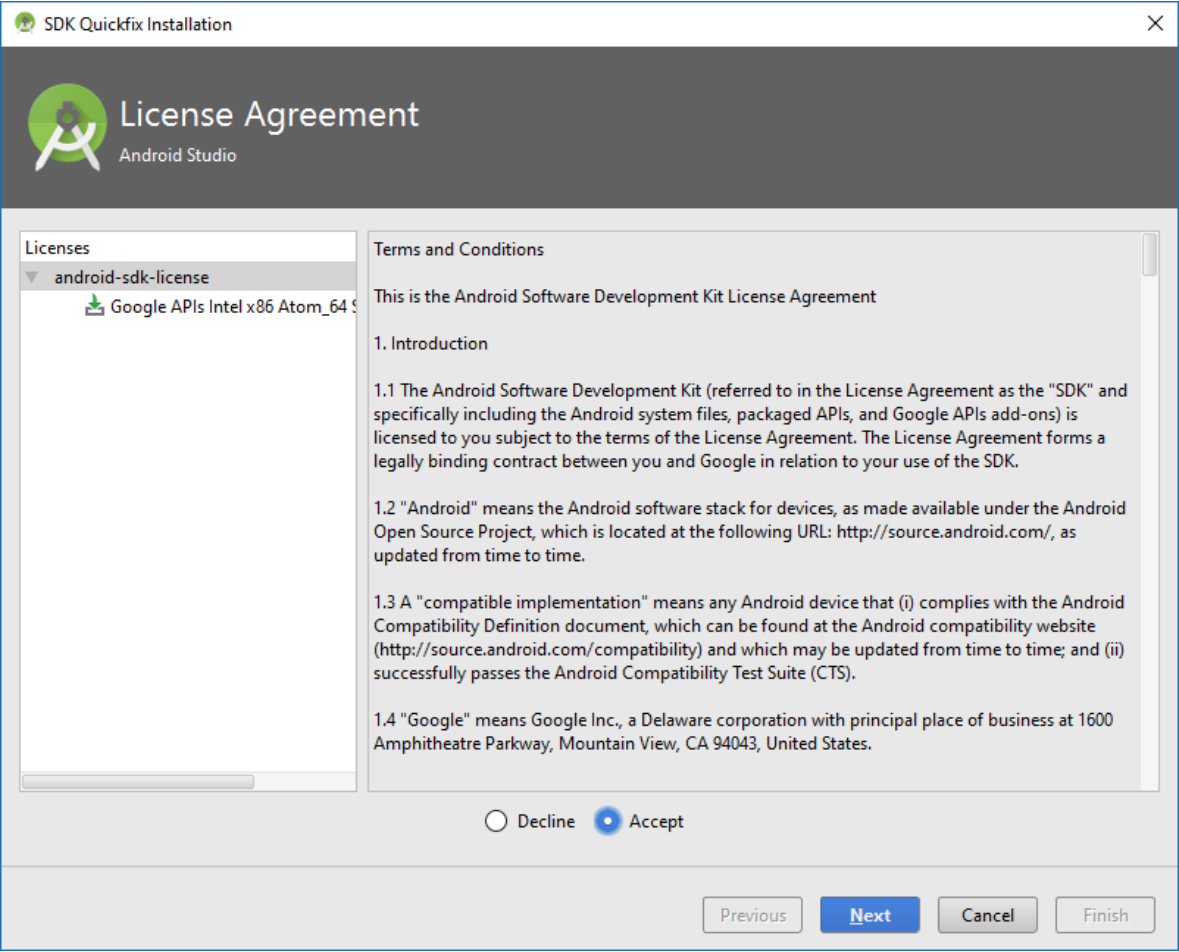 SDK Quickfix Installation
License Agreement
Android Studio
Licenses
android-sdk-license
Google APIs Intel x86 Atom_64 S
Terms and Conditions
This is the Android Software Development Kit License Agreement
1. Introduction
1.1 The Android Software Development Kit (referred to in the License Agreement as the "SDK" and
specifically including the Android system files, packaged APIs, and Google APIs add-ons) is
licensed to you subject to the terms of the License Agreement. The License Agreement forms a
legally binding contract between you and Google in relation to your use of the SDK.
1.2 "Android" means the Android software stack for devices, as made available under the Android
Open Source Project, which is located at the following URL: http://source.android.com/, as
updated from time to time.
1.3 A "compatible implementation" means any Android device that (i) complies with the Android
Compatibility Definition document, which can be found at the Android compatibility website
(http://source.android.com/compatibility) and which may be updated from time to time; and (ii)
successfully passes the Android Compatibility Test Suite (CTS).
1.4 "Google" means Google Inc., a Delaware corporation with principal place of business at 1600
Amphitheatre Parkway, Mountain View, CA 94043, United States.
Decline Accept
Previous Next Cancel Finish